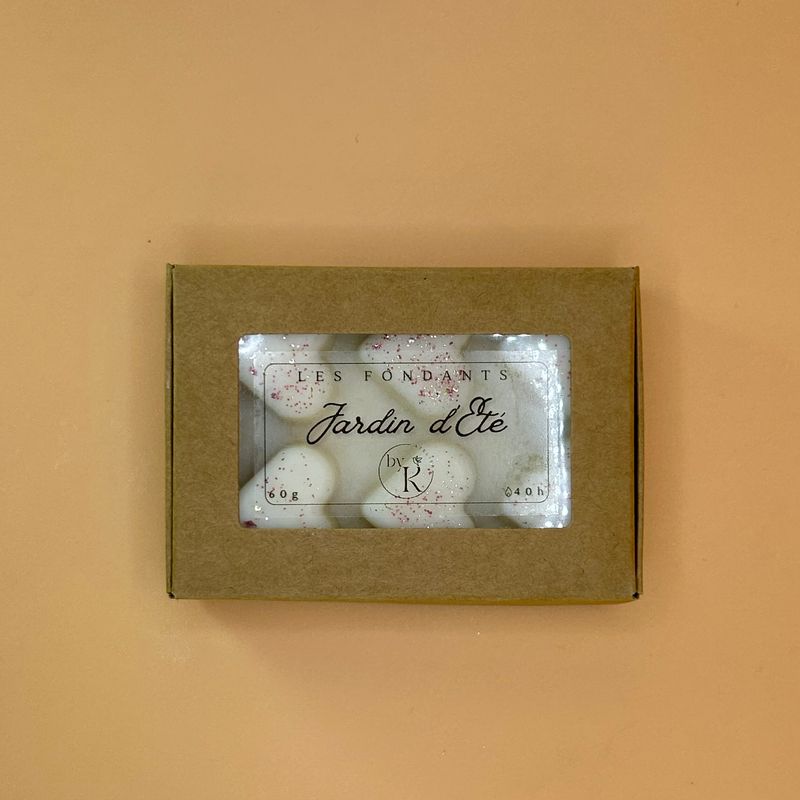 LES FONDANTS
Jardin d'Été
by
R
60g
40h